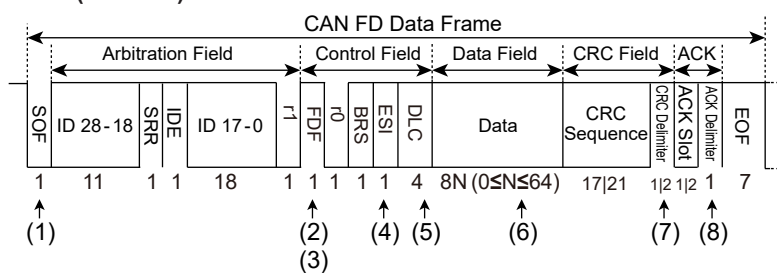 CAN FD Data Frame
Arbitration Field Control Field Data Field CRC Field ACK
SOF ID 28-18 SRR IDE ID 17-0 r1 FDF r0 BRS ESI DLC Data CRC Sequence CRC Delimiter ACK Slot ACK Delimiter EOF
1 11 1 1 18 1 1 1 1 1 4 8N (0≤N≤64) 17|21 1|2 1|2 1 7
(1) (2) (4) (5) (6) (7) (8)
(3)